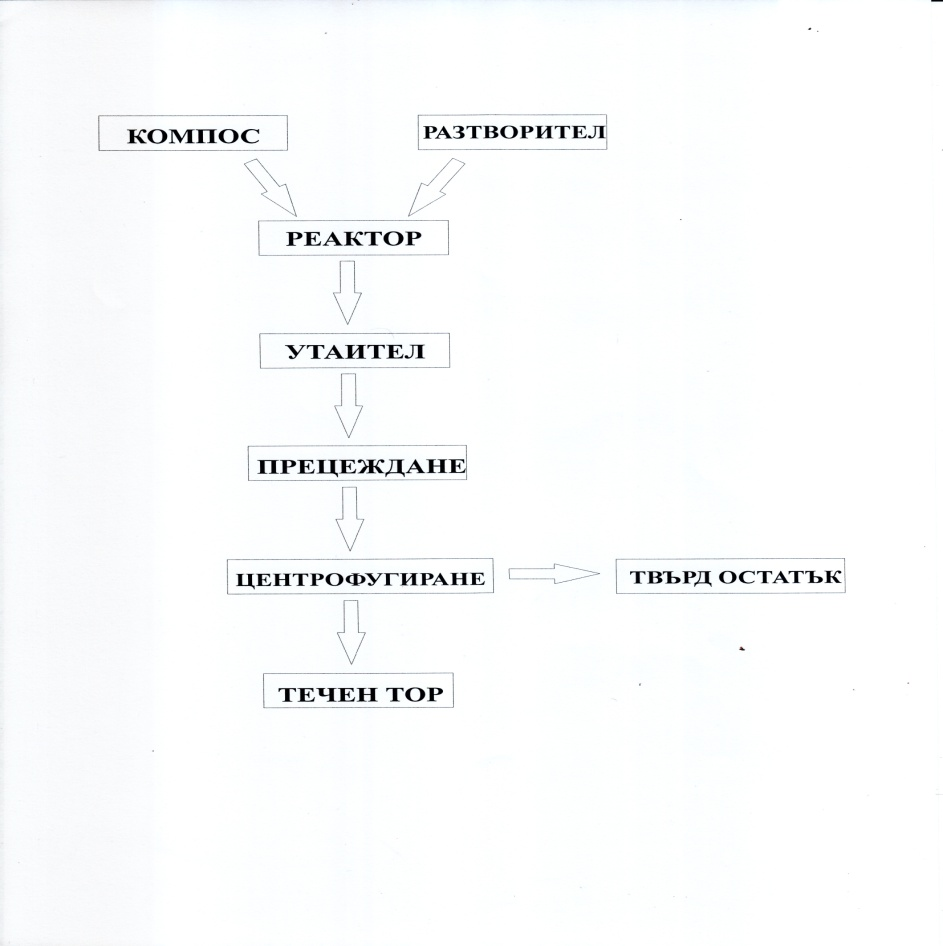 КОМПОС
РАЗТВОРИТЕЛ
РЕАКТОР
УТАИТЕЛ
ПРЕЦЕЖДАНЕ
ЦЕНТРОФУГИРАНЕ
ТВЪРД ОСТАТЪК
ТЕЧЕН ТОР